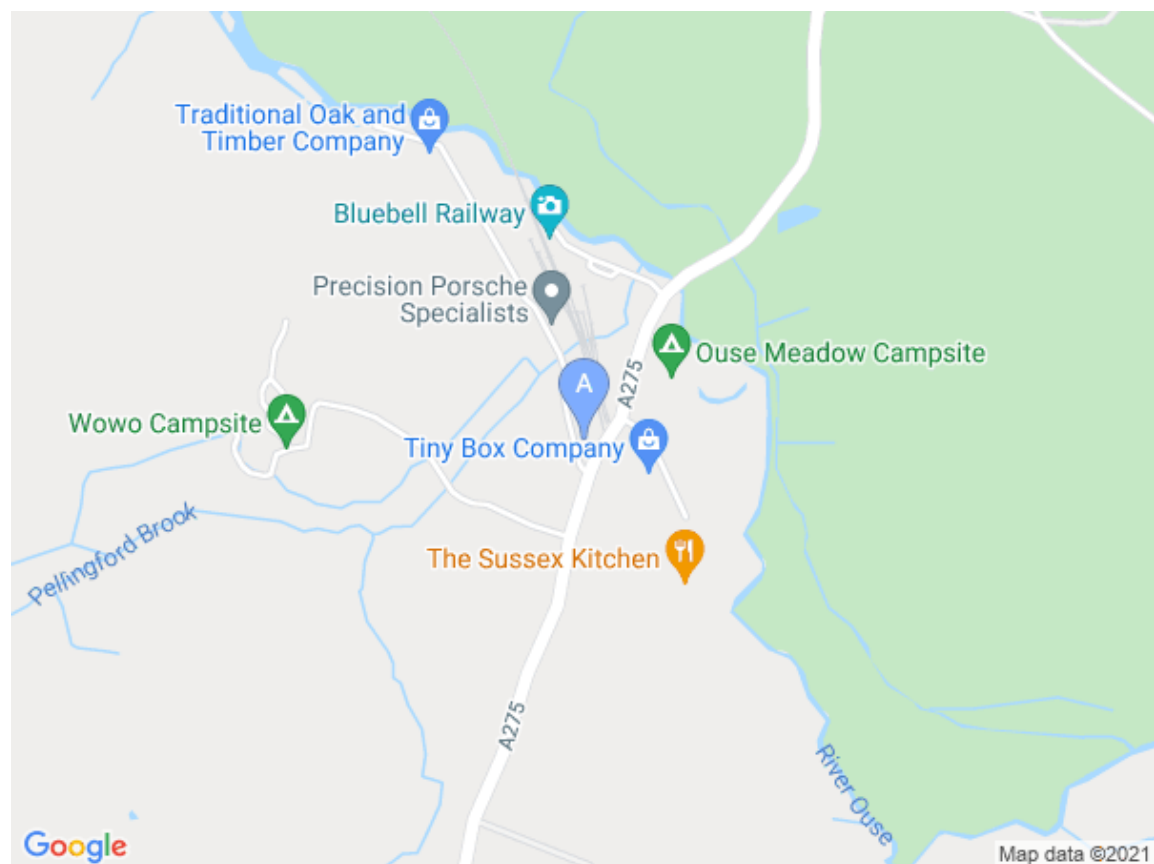 Traditional Oak and
Timber Company
Bluebell Railway
Precision Porsche
Specialists
Ouse Meadow Campsite
A275
A
Wowo Campsite
Tiny Box Company
Pellingford Brook
The Sussex Kitchen
A275
River Ouse
Google
Map data ©2021